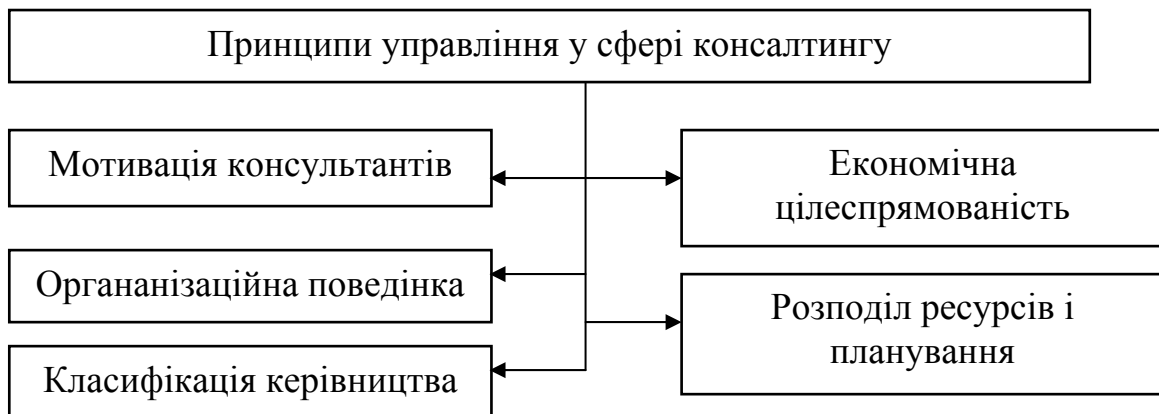 Принципи управління у сфері консалтингу
Мотивація консультантів
Економічна
цілеспрямованість
Органанізаційна поведінка
Розподіл ресурсів і
планування
Класифікація керівництва